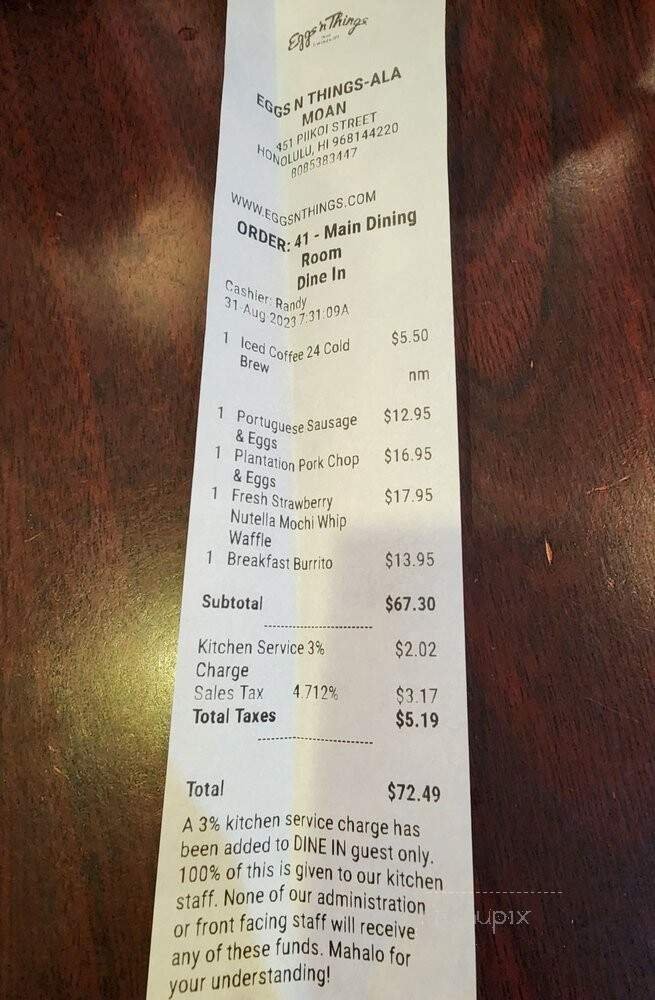 Eggs 'n Things
EGGS N THINGS-ALA
MOAN
451 PIIKOI STREET
HONOLULU, HI 968144220
8085383447
WWW.EGGSNTHINGS.COM
ORDER: 41 - Main Dining
Room
Dine In
Cashier: Randy
31-Aug 2023 7:31:09A
1 Iced Coffee 24 Cold $5.50
Brew
nm
1 Portuguese Sausage $12.95
& Eggs
1 Plantation Pork Chop $16.95
& Eggs
1 Fresh Strawberry $17.95
Nutella Mochi Whip
Waffle
1 Breakfast Burrito $13.95
Subtotal $67.30
Kitchen Service 3% $2.02
Charge
Sales Tax 4.712% $3.17
Total Taxes $5.19
Total $72.49
A 3% kitchen service charge has
been added to DINE IN guest only.
100% of this is given to our kitchen
staff. None of our administration
or front facing staff will receive
any of these funds. Mahalo for
your understanding!